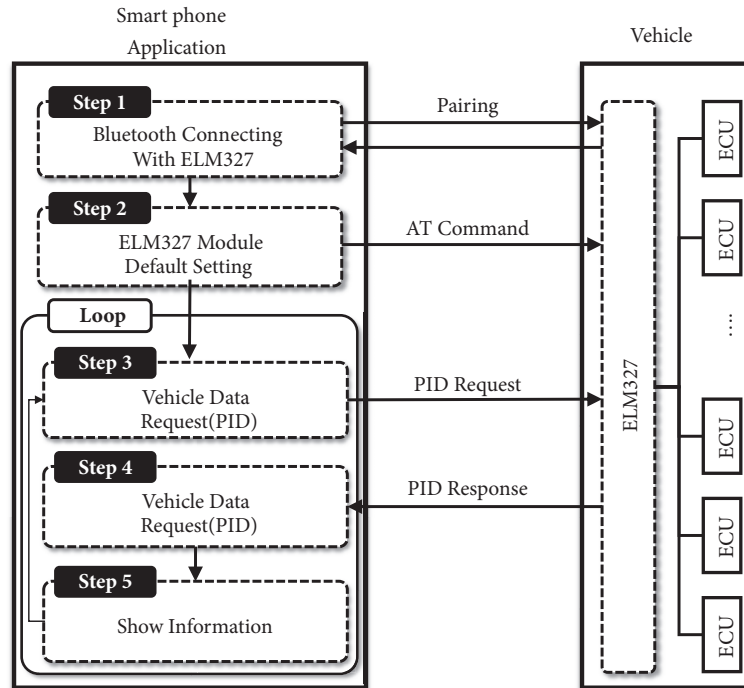 Smart phone
Application
Vehicle
Step 1
Bluetooth Connecting
With ELM327
Pairing
Step 2
ELM327 Module
Default Setting
AT Command
Loop
Step 3
Vehicle Data
Request(PID)
PID Request
Step 4
Vehicle Data
Request(PID)
PID Response
Step 5
Show Information
ELM327
ECU
ECU
....
ECU
ECU
ECU